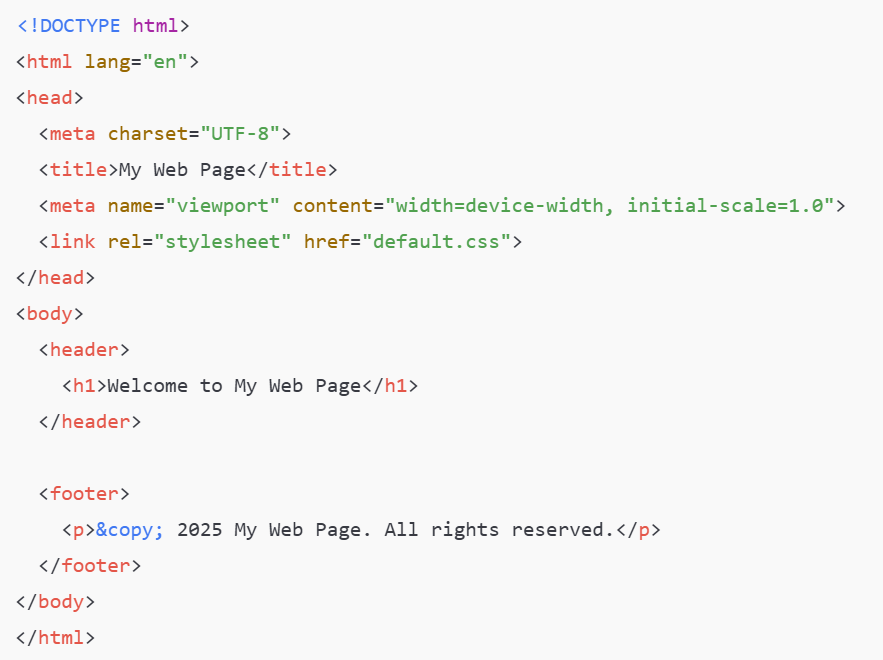 <!DOCTYPE html>
<html lang="en">
<head>
  <meta charset="UTF-8">
  <title>My Web Page</title>
  <meta name="viewport" content="width=device-width, initial-scale=1.0">
  <link rel="stylesheet" href="default.css">
</head>
<body>
  <header>
    <h1>Welcome to My Web Page</h1>
  </header>

  <footer>
    <p>&copy; 2025 My Web Page. All rights reserved.</p>
  </footer>
</body>
</html>